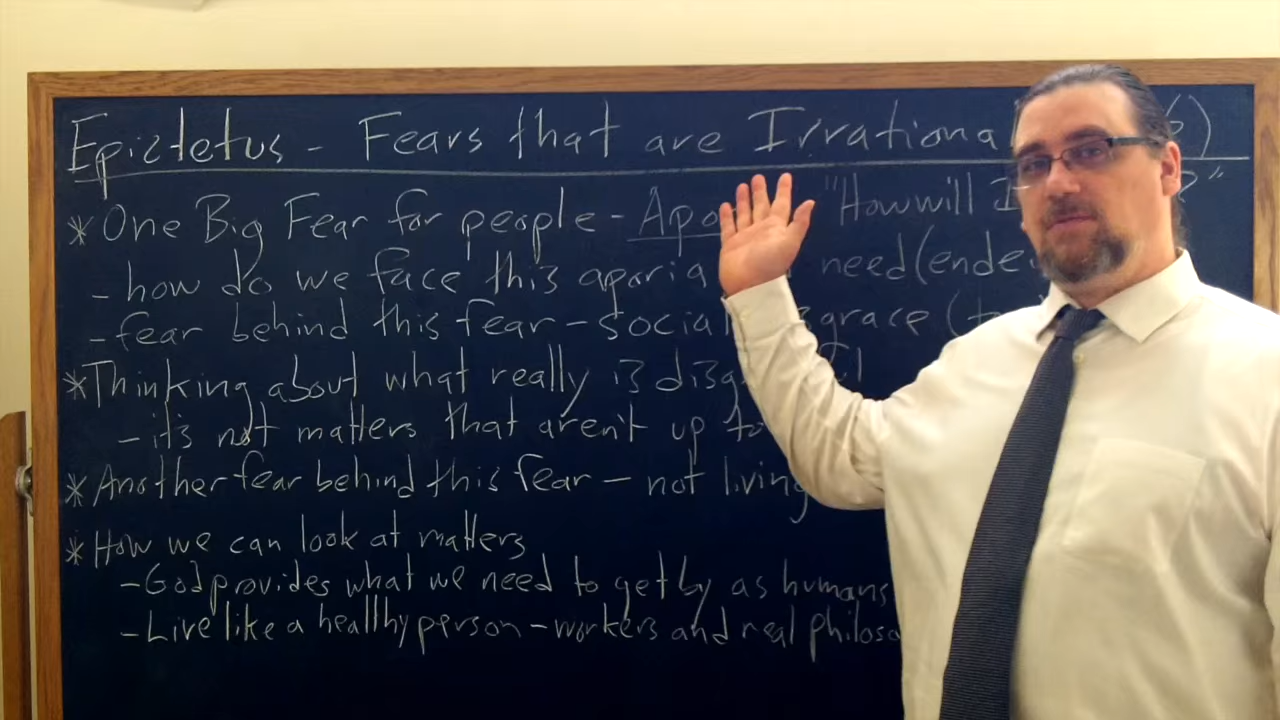 Epictetus - Fears that are Irrationa 6)
* One Big Fear for people - Apo "How will I ?"
- how do we face this aporia need (ende
- fear behind this fear - social sgrace (
* Thinking about what really is disg ful
- it's not matters that aren't up to
* Another fear behind this fear - not living
* How we can look at matters
- God provides what we need to get by as humans
- Live like a healthy person - workers and real philoso